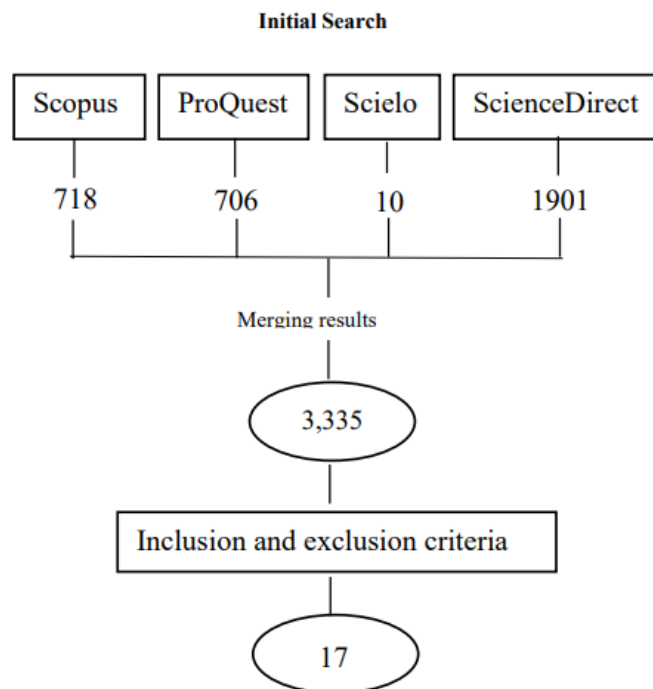 Initial Search
Scopus ProQuest Scielo ScienceDirect
718 706 10 1901
Merging results
3,335
Inclusion and exclusion criteria
17